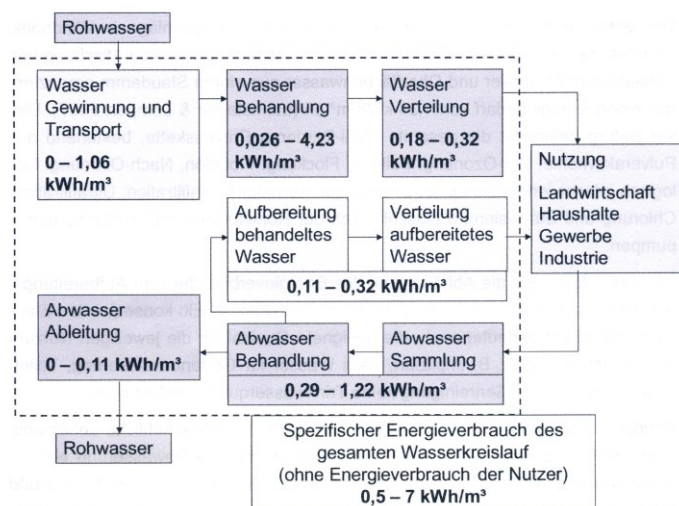 Rohwasser
Wasser
Gewinnung und
Transport
0 – 1,06
kWh/m³
Wasser
Behandlung
0,026 – 4,23
kWh/m³
Wasser
Verteilung
0,18 – 0,32
kWh/m³
Nutzung
Landwirtschaft
Haushalte
Gewerbe
Industrie
Aufbereitung
behandeltes
Wasser
Verteilung
aufbereitetes
Wasser
0,11 – 0,32 kWh/m³
Abwasser
Ableitung
0 – 0,11 kWh/m³
Abwasser
Behandlung
Abwasser
Sammlung
0,29 – 1,22 kWh/m³
Rohwasser
Spezifischer Energieverbrauch des
gesamten Wasserkreislauf
(ohne Energieverbrauch der Nutzer)
0,5 – 7 kWh/m³